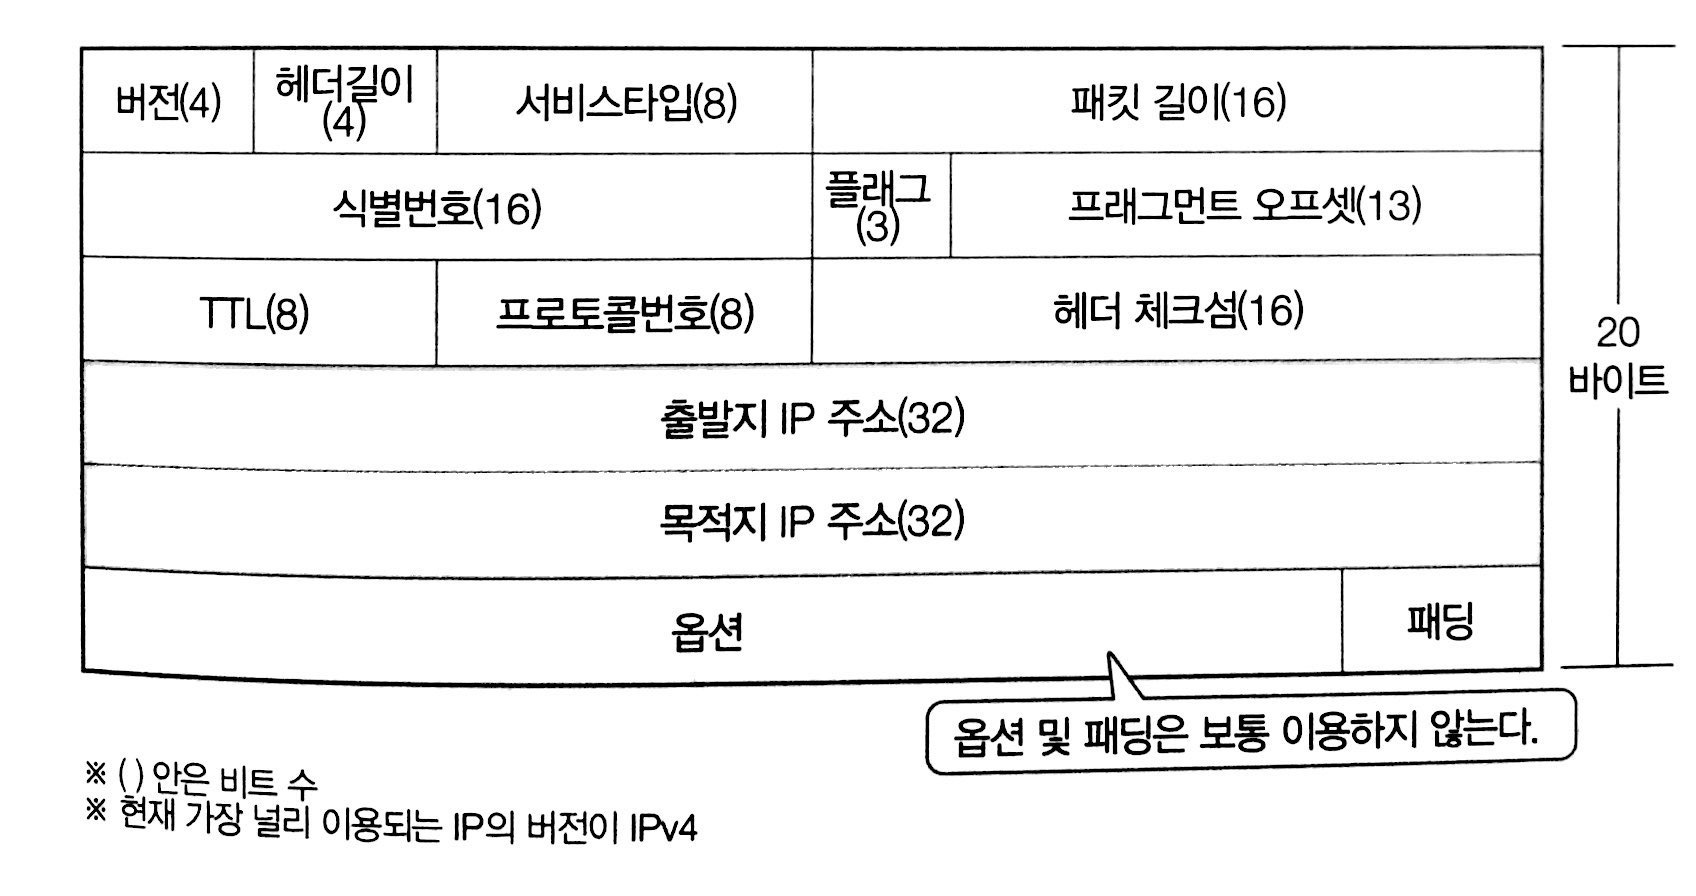 버전(4)
헤더길이
(4)
서비스타입(8)
패킷 길이(16)
식별번호(16)
플래그
(3)
프래그먼트 오프셋(13)
TTL(8)
프로토콜번호(8)
헤더 체크섬(16)
출발지 IP 주소(32)
목적지 IP 주소(32)
옵션
패딩
20
바이트
옵션 및 패딩은 보통 이용하지 않는다.
※ ( ) 안은 비트 수
※ 현재 가장 널리 이용되는 IP의 버전이 IPv4